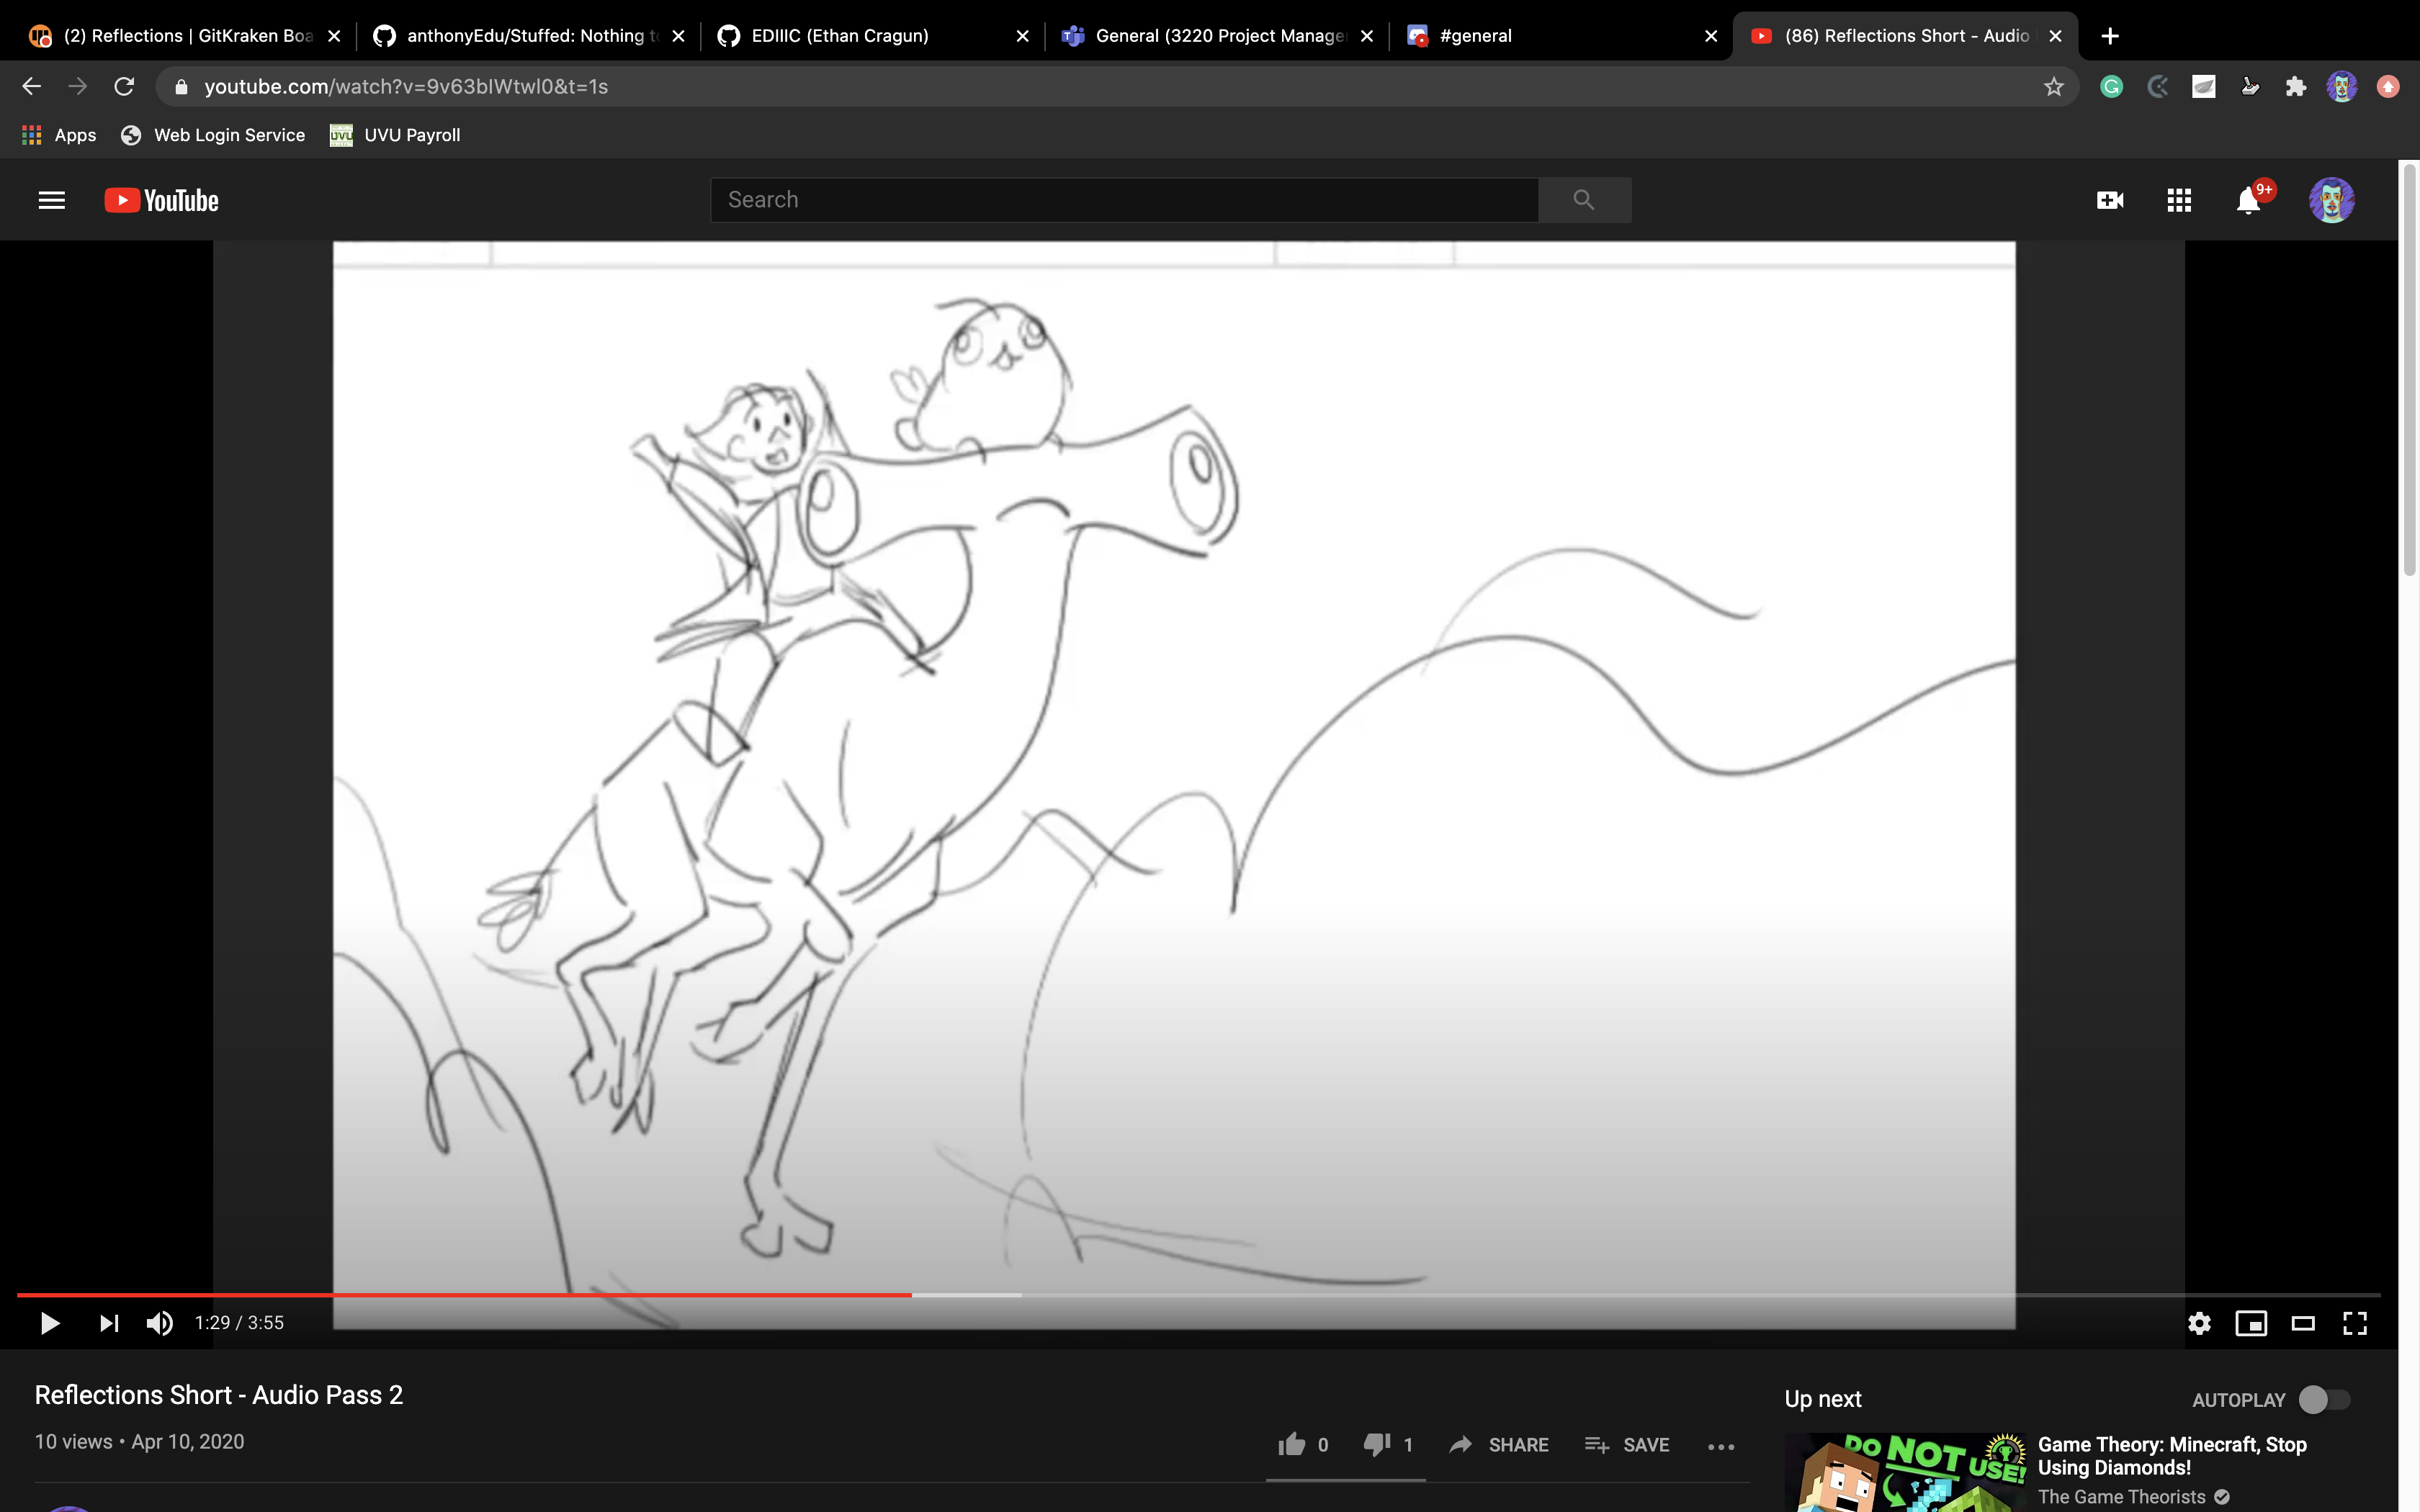 (2) Reflections | GitKraken Boa
anthonyEdu/Stuffed: Nothing to
EDIIIC (Ethan Cragun)
General (3220 Project Manage
#general
(86) Reflections Short - Audio
youtube.com/watch?v=9v63bIWtwI0&t=1s
Apps
Web Login Service
UVU
UVU Payroll
YouTube
Search
9+
1:29 / 3:55
Reflections Short - Audio Pass 2
10 views • Apr 10, 2020
0
1
SHARE
SAVE
Up next
AUTOPLAY
DO NOT
USE!
Game Theory: Minecraft, Stop
Using Diamonds!
The Game Theorists